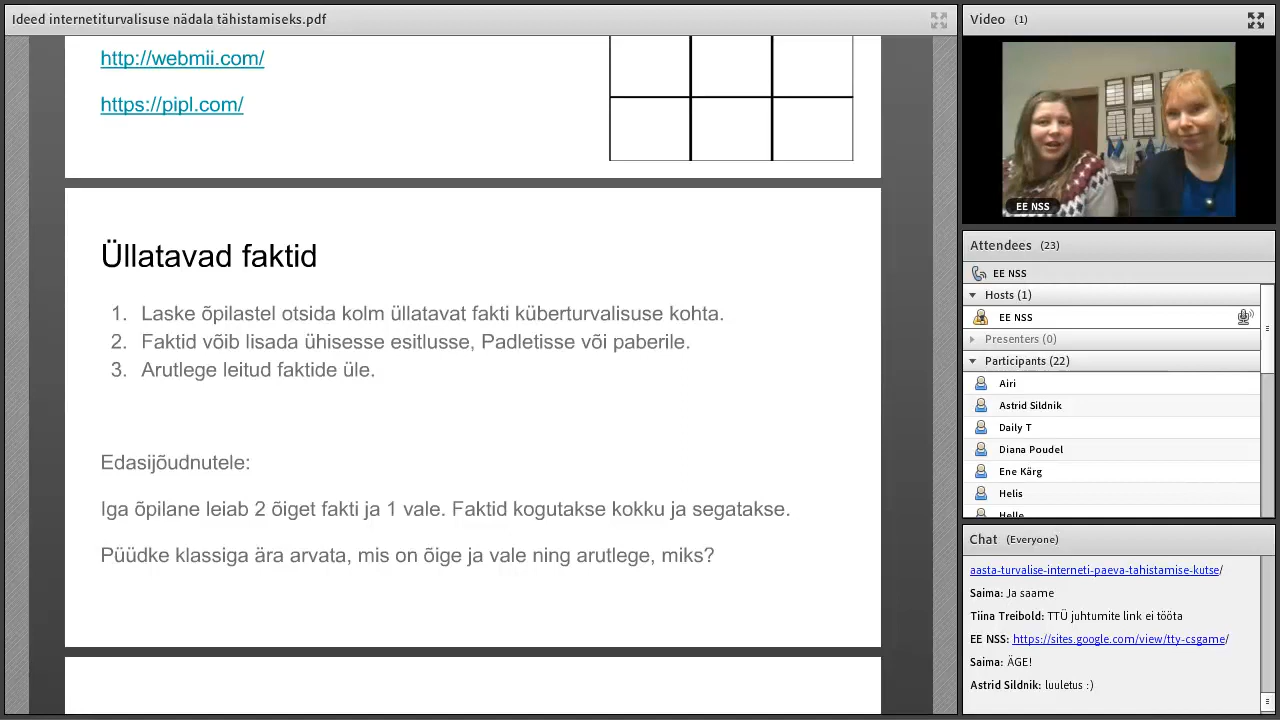 Ideed internetiturvalisuse nädala tähistamiseks.pdf
http://webmii.com/
https://pipl.com/
Üllatavad faktid
1. Laske õpilastel otsida kolm üllatavat fakti küberturvalisuse kohta.
2. Faktid võib lisada ühisesse esitlusse, Padletisse või paberile.
3. Arutlege leitud faktide üle.
Edasijõudnutele:
Iga õpilane leiab 2 õiget fakti ja 1 vale. Faktid kogutakse kokku ja segatakse.
Püüdke klassiga ära arvata, mis on õige ja vale ning arutlege, miks?
Video (1)
EE NSS
Attendees (23)
EE NSS
Hosts (1)
EE NSS
Presenters (0)
Participants (22)
Airi
Astrid Sildnik
Daily T
Diana Poudel
Ene Kärg
Helis
Helle
Chat (Everyone)
aasta-turvalise-interneti-paeva-tahistamise-kutse/
Saima: Ja saame
Tiina Treibold: TTÜ juhtumite link ei tööta
EE NSS: https://sites.google.com/view/tty-csgame/
Saima: ÄGE!
Astrid Sildnik: luuletus :)